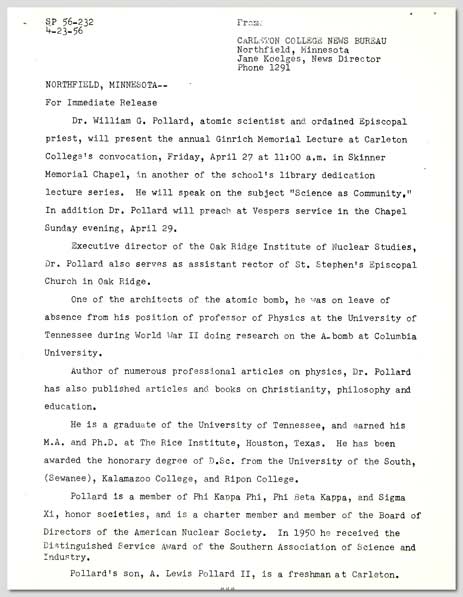 SP 56-232
4-23-56
From:
CARLETON COLLEGE NEWS BUREAU
Northfield, Minnesota
Jane Koelges, News Director
Phone 1291
NORTHFIELD, MINNESOTA--
For Immediate Release
Dr. William G. Pollard, atomic scientist and ordained Episcopal
priest, will present the annual Ginrich Memorial Lecture at Carleton
College's convocation, Friday, April 27 at 11:00 a.m. in Skinner
Memorial Chapel, in another of the school's library dedication
lecture series. He will speak on the subject "Science as Community."
In addition Dr. Pollard will preach at Vespers service in the Chapel
Sunday evening, April 29.
Executive director of the Oak Ridge Institute of Nuclear Studies,
Dr. Pollard also serves as assistant rector of St. Stephen's Episcopal
Church in Oak Ridge.
One of the architects of the atomic bomb, he was on leave of
absence from his position of professor of Physics at the University of
Tennessee during World War II doing research on the A-bomb at Columbia
University.
Author of numerous professional articles on physics, Dr. Pollard
has also published articles and books on Christianity, philosophy and
education.
He is a graduate of the University of Tennessee, and earned his
M.A. and Ph.D. at The Rice Institute, Houston, Texas. He has been
awarded the honorary degree of D.Sc. from the University of the South,
(Sewanee), Kalamazoo College, and Ripon College.
Pollard is a member of Phi Kappa Phi, Phi Beta Kappa, and Sigma
Xi, honor societies, and is a charter member and member of the Board of
Directors of the American Nuclear Society. In 1950 he received the
Distinguished Service Award of the Southern Association of Science and
Industry.
Pollard's son, A. Lewis Pollard II, is a freshman at Carleton.